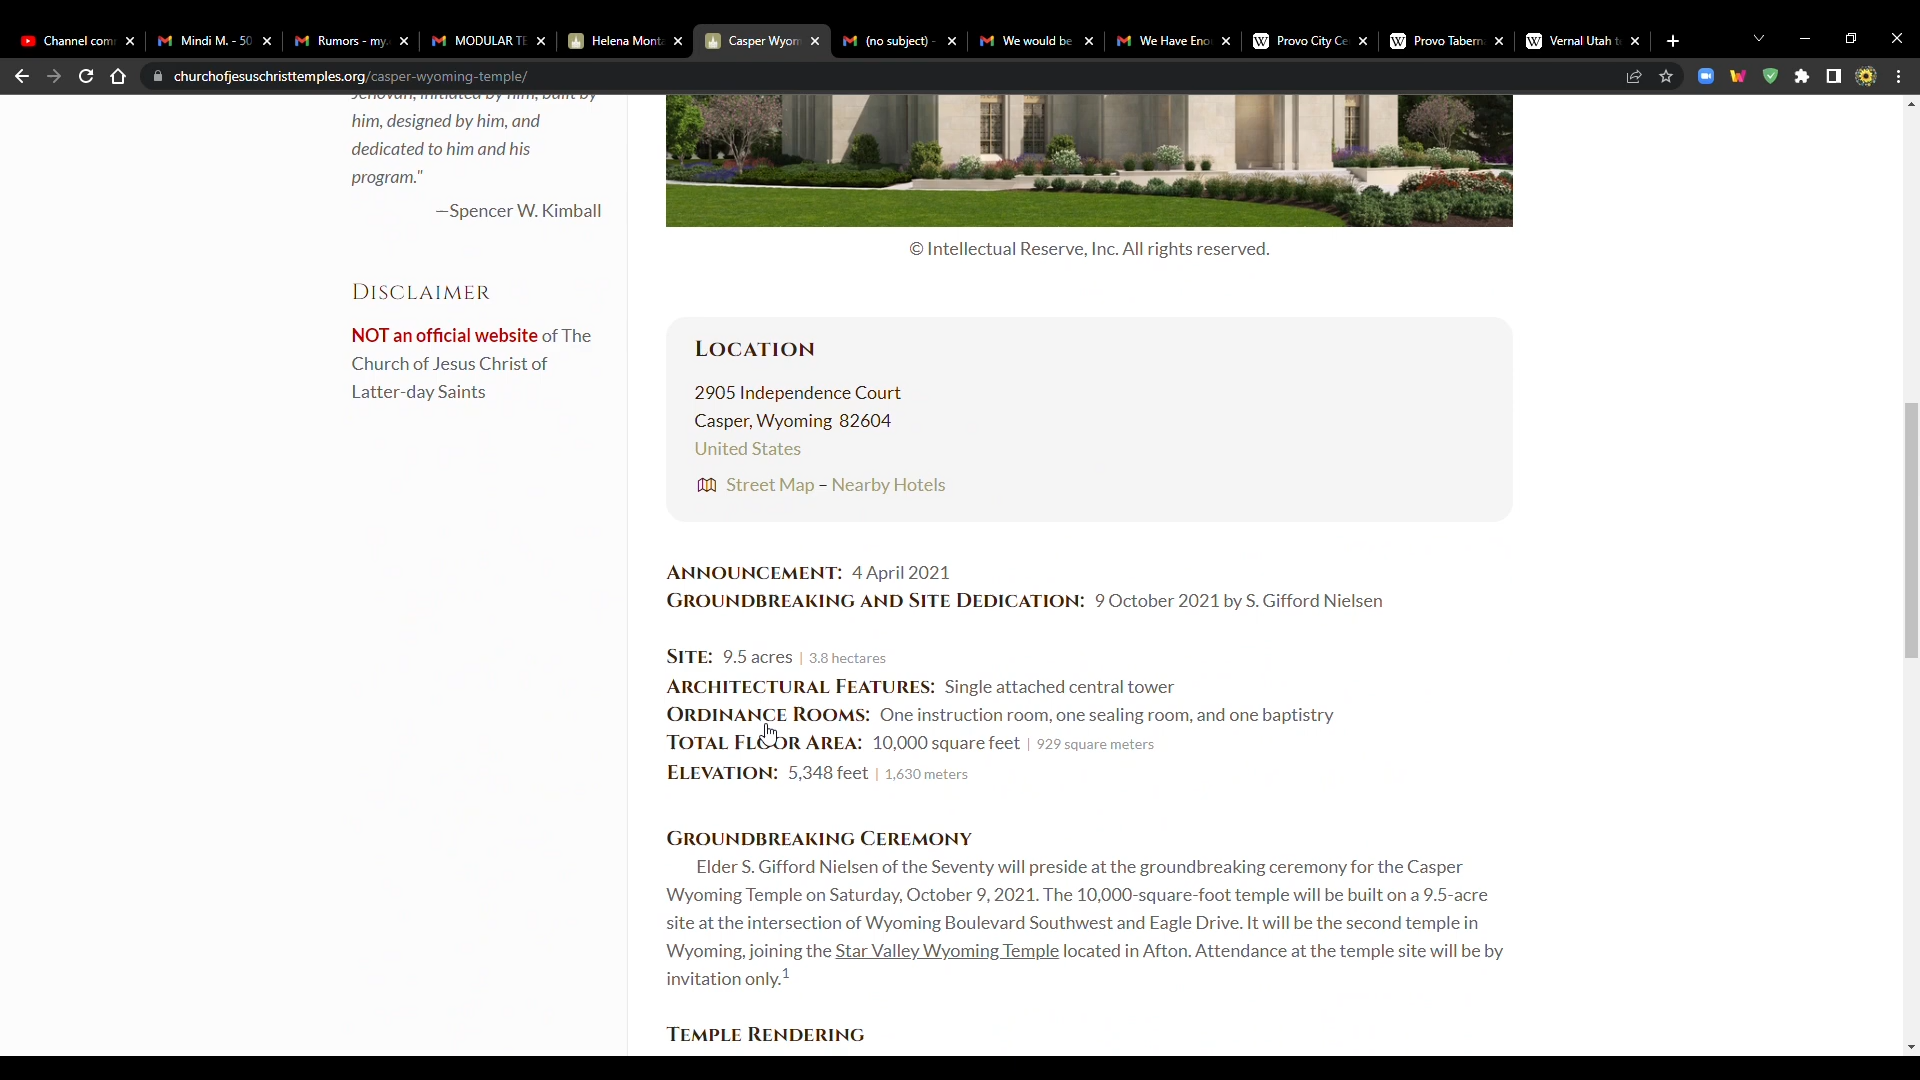 Channel com
Mindi M. - 50
Rumors - my.
MODULAR TE
Helena Mont
Casper Wyom
(no subject) -
We would be
We Have Eno
Provo City Ce
Provo Tabern
Vernal Utah t
churchofjesuschristtemples.org/casper-wyoming-temple/
him, designed by him, and
dedicated to him and his
program."
—Spencer W. Kimball
DISCLAIMER
NOT an official website of The
Church of Jesus Christ of
Latter-day Saints
© Intellectual Reserve, Inc. All rights reserved.
LOCATION
2905 Independence Court
Casper, Wyoming 82604
United States
Street Map – Nearby Hotels
ANNOUNCEMENT: 4 April 2021
GROUNDBREAKING AND SITE DEDICATION: 9 October 2021 by S. Gifford Nielsen
SITE: 9.5 acres | 3.8 hectares
ARCHITECTURAL FEATURES: Single attached central tower
ORDINANCE ROOMS: One instruction room, one sealing room, and one baptistry
TOTAL FLOOR AREA: 10,000 square feet | 929 square meters
ELEVATION: 5,348 feet | 1,630 meters
GROUNDBREAKING CEREMONY
Elder S. Gifford Nielsen of the Seventy will preside at the groundbreaking ceremony for the Casper
Wyoming Temple on Saturday, October 9, 2021. The 10,000-square-foot temple will be built on a 9.5-acre
site at the intersection of Wyoming Boulevard Southwest and Eagle Drive. It will be the second temple in
Wyoming, joining the Star Valley Wyoming Temple located in Afton. Attendance at the temple site will be by
invitation only.1
TEMPLE RENDERING